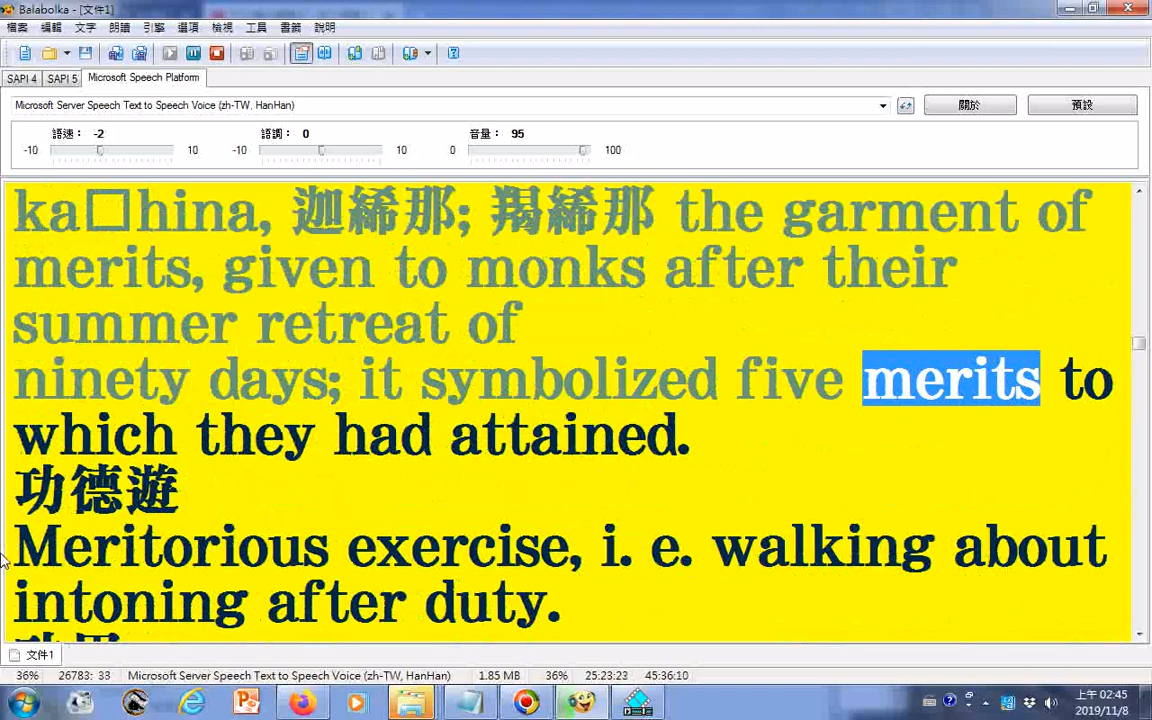 Balabolka - [文件1]
檔案 編輯 文字 朗讀 引擎 選項 檢視 工具 書籤 說明
SAPI 4 SAPI 5 Microsoft Speech Platform
Microsoft Server Speech Text to Speech Voice (zh-TW, HanHan) 關於 預設
語速： -2 語調： 0 音量： 95
-10 10 -10 10 0 100
ka□hina, 迦絺那; 羯絺那 the garment of
merits, given to monks after their
summer retreat of
ninety days; it symbolized five merits to
which they had attained.
功德遊
Meritorious exercise, i. e. walking about
intoning after duty.
文件1
36% 26783: 33 Microsoft Server Speech Text to Speech Voice (zh-TW, HanHan) 1.85 MB 36% 25:23:23 45:36:10
上午 02:45
2019/11/8